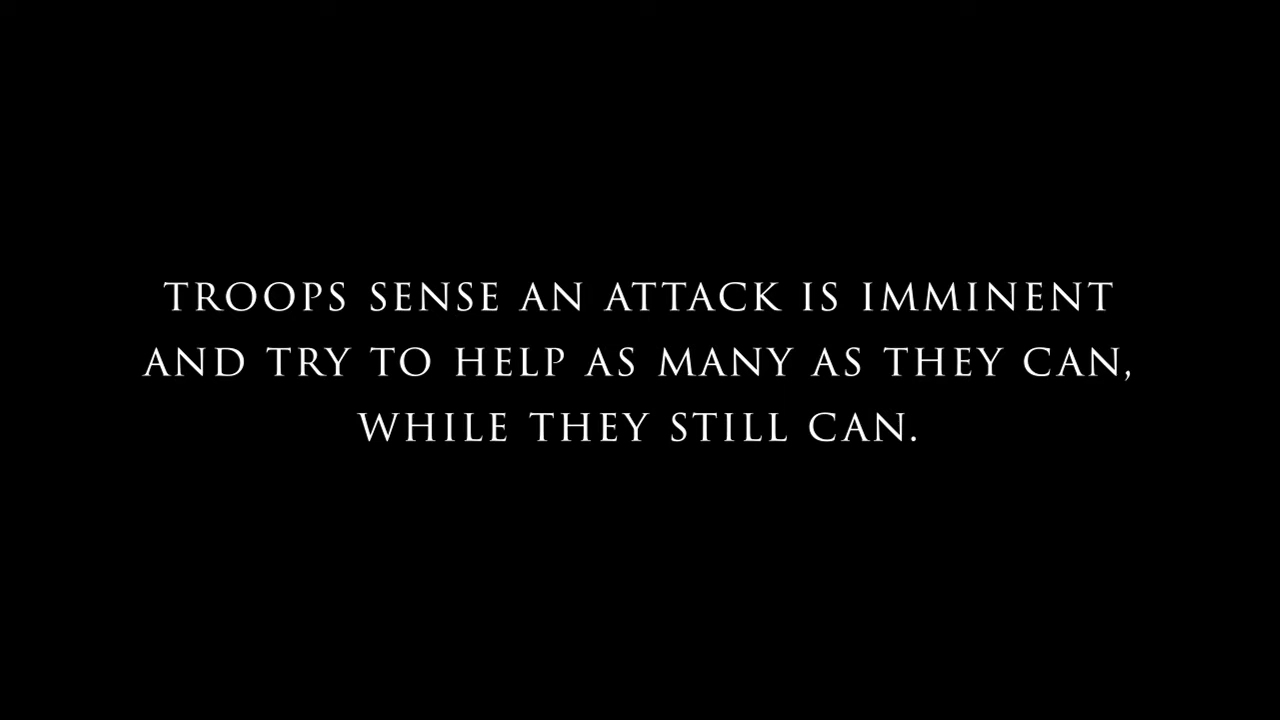 TROOPS SENSE AN ATTACK IS IMMINENT
AND TRY TO HELP AS MANY AS THEY CAN,
WHILE THEY STILL CAN.